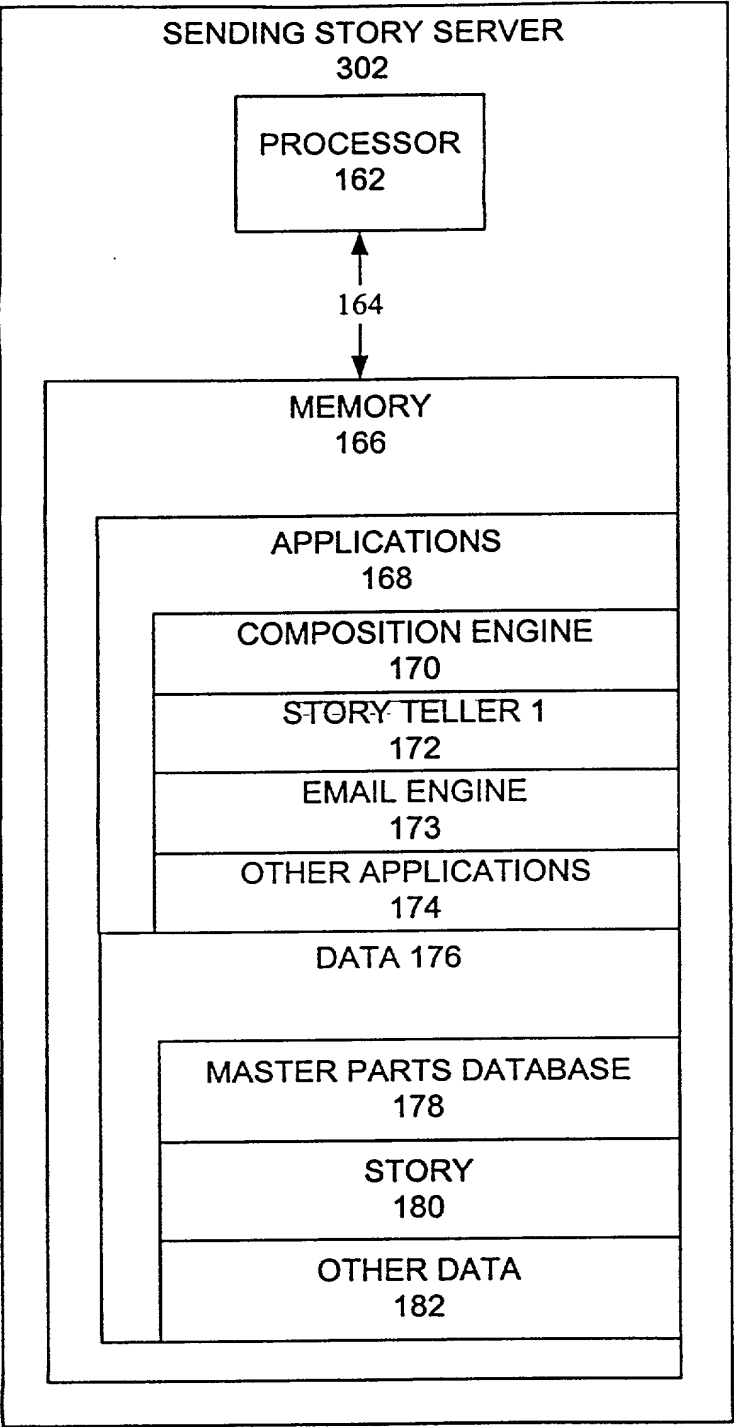 SENDING STORY SERVER
302
PROCESSOR
162
164
MEMORY
166
APPLICATIONS
168
COMPOSITION ENGINE
170
STORY TELLER 1
172
EMAIL ENGINE
173
OTHER APPLICATIONS
174
DATA 176
MASTER PARTS DATABASE
178
STORY
180
OTHER DATA
182